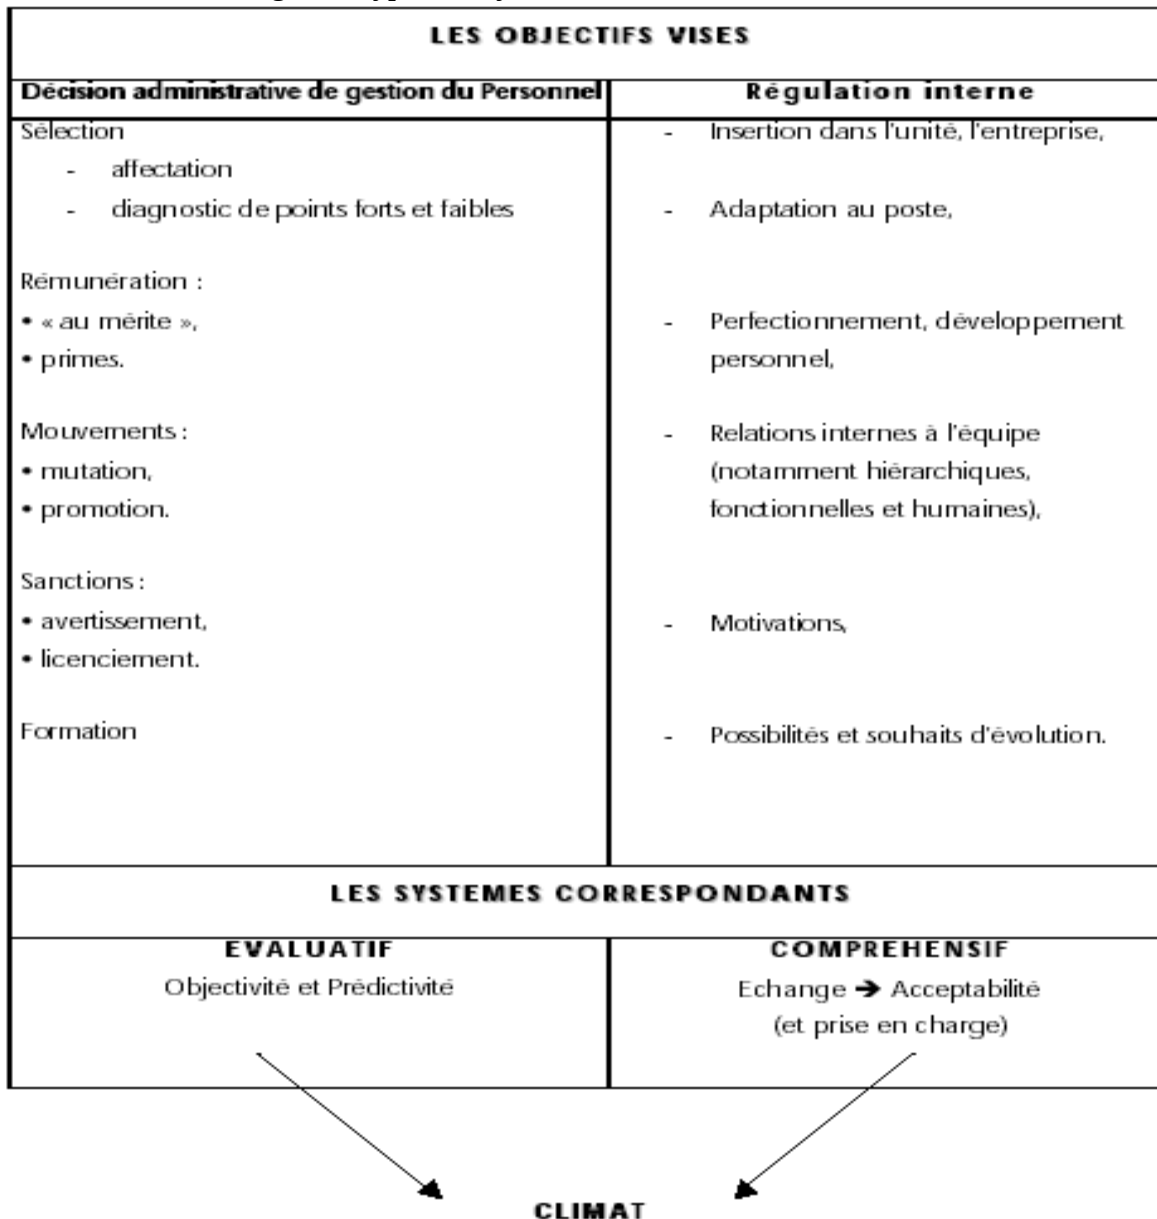 LES OBJECTIFS VISES
Décision administrative de gestion du Personnel
Régulation interne
Sélection
- affectation
- diagnostic de points forts et faibles
Rémunération :
• « au mérite »,
• primes.
Mouvements :
• mutation,
• promotion.
Sanctions :
• avertissement,
• licenciement.
Formation
- Insertion dans l'unité, l'entreprise,
- Adaptation au poste,
- Perfectionnement, développement
personnel,
- Relations internes à l'équipe
(notamment hiérarchiques,
fonctionnelles et humaines),
- Motivations,
- Possibilités et souhaits d'évolution.
LES SYSTEMES CORRESPONDANTS
EVALUATIF
Objectivité et Prédictivité
COMPREHENSIF
Echange ➔ Acceptabilité
(et prise en charge)
CLIMAT